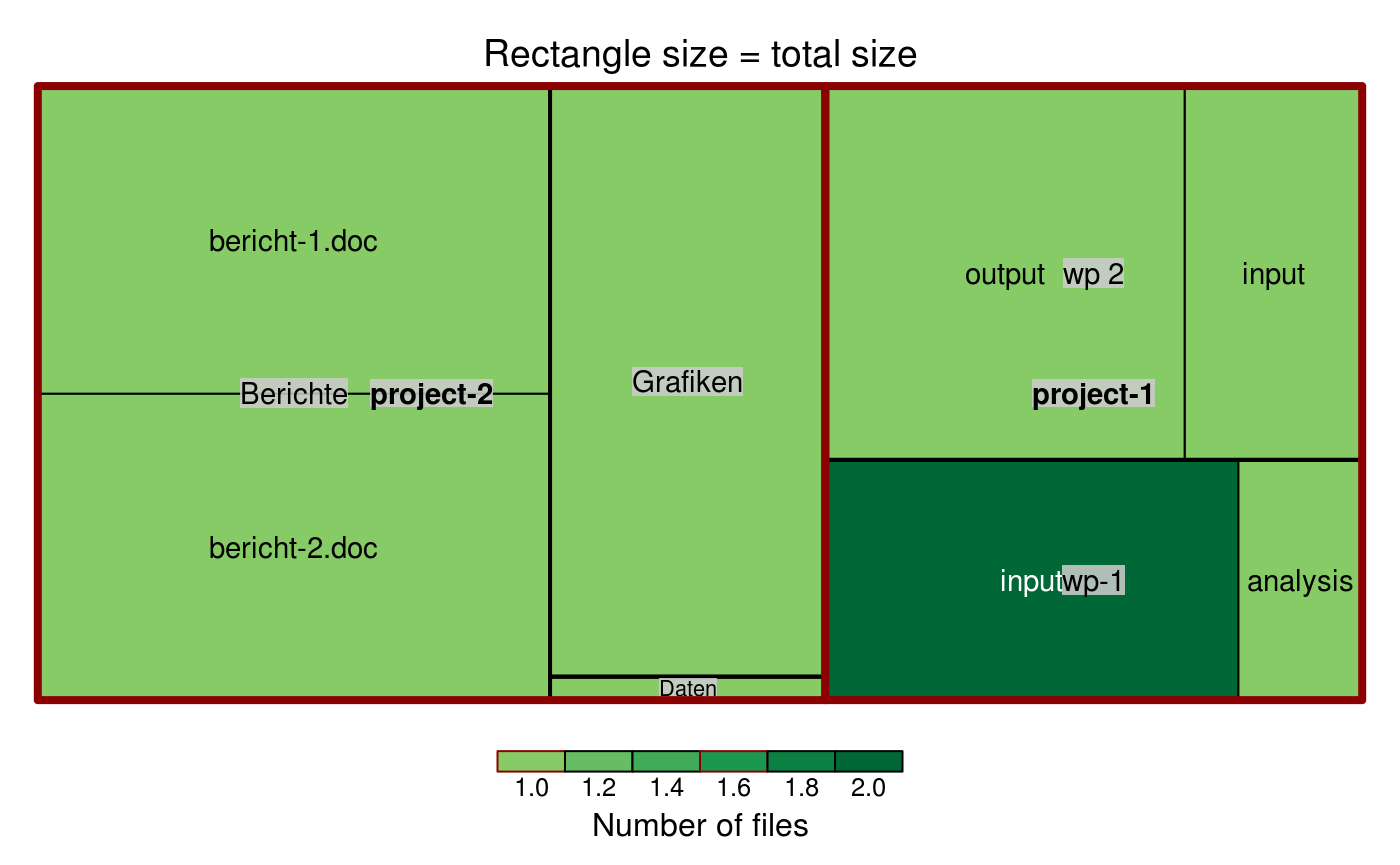 Rectangle size = total size
bericht-1.doc
output wp 2 input
Grafiken
Berichte project-2 project-1
bericht-2.doc
input wp-1 analysis
Daten
1.0 1.2 1.4 1.6 1.8 2.0
Number of files